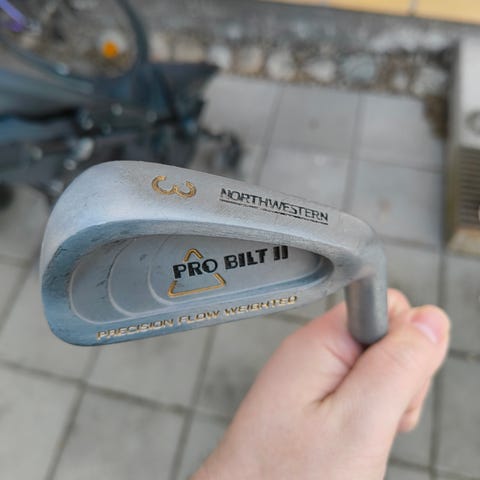 3 NORTHWESTERN
PRO BILT II
PRECISION FLOW WEIGHTED